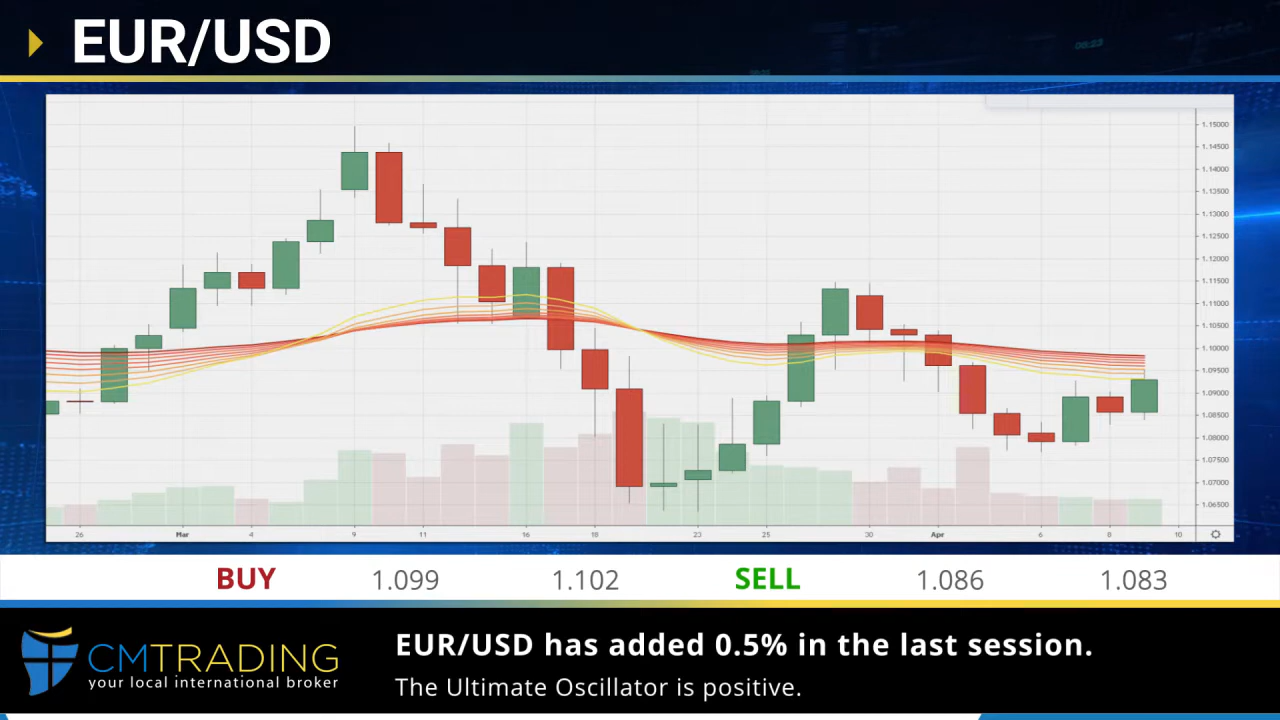 EUR/USD
1.15000
1.14500
1.14000
1.13500
1.13000
1.12500
1.12000
1.11500
1.11000
1.10500
1.10000
1.09500
1.09000
1.08500
1.08000
1.07500
1.07000
1.06500
26 Mar 4 9 11 16 18 23 25 30 Apr 6 8 10
BUY 1.099 1.102 SELL 1.086 1.083
CMTRADING
your local international broker
EUR/USD has added 0.5% in the last session.
The Ultimate Oscillator is positive.